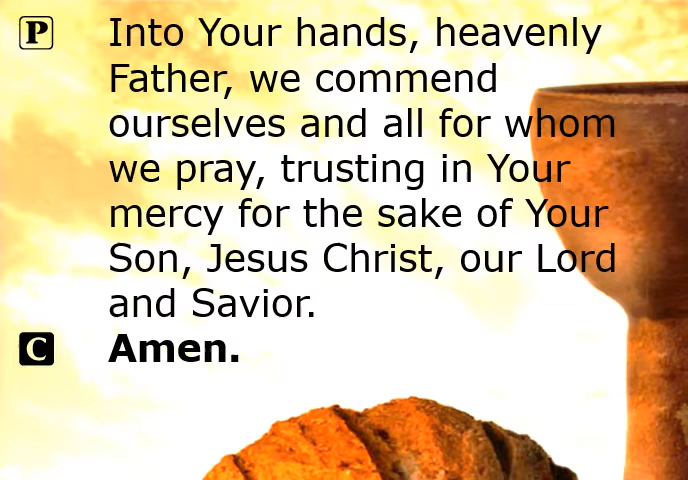 P Into Your hands, heavenly
Father, we commend
ourselves and all for whom
we pray, trusting in Your
mercy for the sake of Your
Son, Jesus Christ, our Lord
and Savior.
C Amen.